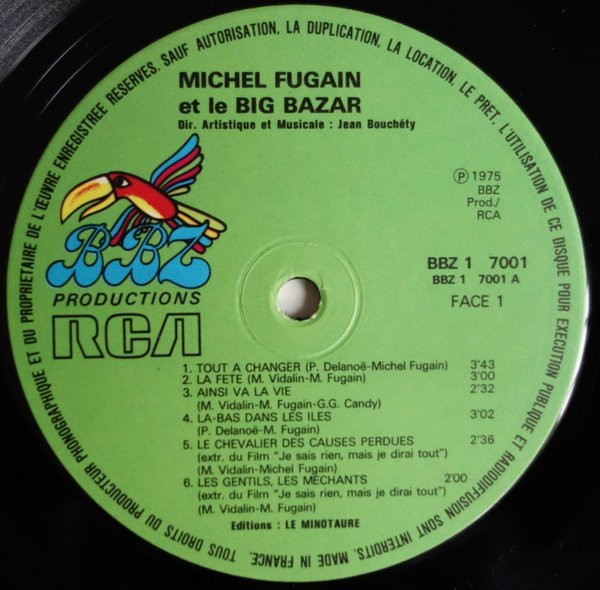 TOUS DROITS DU PRODUCTEUR PHONOGRAPHIQUE ET DU PROPRIETAIRE DE L'ŒUVRE ENREGISTREE RESERVES. SAUF AUTORISATION, LA DUPLICATION, LA LOCATION, LE PRET, L'UTILISATION DE CE DISQUE POUR EXECUTION PUBLIQUE ET RADIODIFFUSION SONT INTERDITS. MADE IN FRANCE.
MICHEL FUGAIN
et le BIG BAZAR
Dir. Artistique et Musicale : Jean Bouchéty
Ⓟ 1975
BBZ
Prod./
RCA
BBZ
PRODUCTIONS
RCA
BBZ 1 7001
BBZ 1 7001 A
FACE 1
1. TOUT A CHANGER (P. Delanoë-Michel Fugain) 3'43
2. LA FETE (M. Vidalin-M. Fugain) 3'00
3. AINSI VA LA VIE 2'32
(M. Vidalin-M. Fugain-G.G. Candy)
4. LA-BAS DANS LES ILES 3'02
(P. Delanoë-M. Fugain)
5. LE CHEVALIER DES CAUSES PERDUES 2'36
(extr. du Film "Je sais rien, mais je dirai tout")
(M. Vidalin-Michel Fugain)
6. LES GENTILS, LES MÉCHANTS 2'00
(extr. du Film "Je sais rien, mais je dirai tout")
(M. Vidalin-M. Fugain)
Editions : LE MINOTAURE